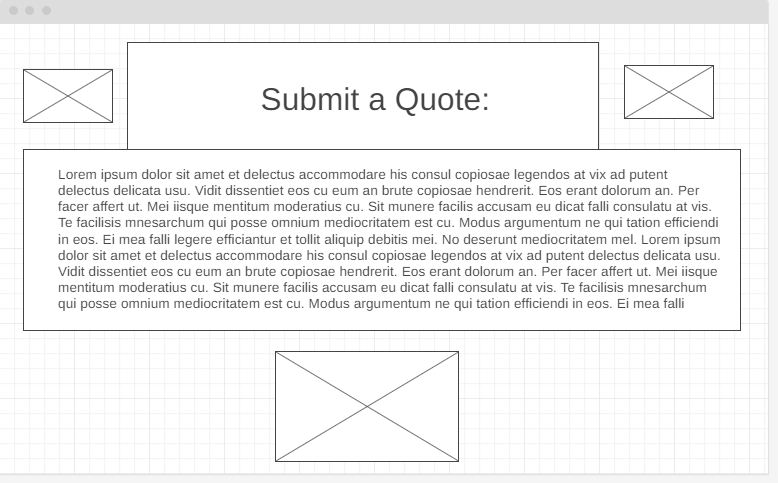 Submit a Quote:
Lorem ipsum dolor sit amet et delectus accommodare his consul copiosae legendos at vix ad putent
delectus delicata usu. Vidit dissentiet eos cu eum an brute copiosae hendrerit. Eos erant dolorum an. Per
facer affert ut. Mei iisque mentitum moderatius cu. Sit munere facilis accusam eu dicat falli consulatu at vis.
Te facilisis mnesarchum qui posse omnium mediocritatem est cu. Modus argumentum ne qui tation efficiendi
in eos. Ei mea falli legere efficiantur et tollit aliquip debitis mei. No deserunt mediocritatem mel. Lorem ipsum
dolor sit amet et delectus accommodare his consul copiosae legendos at vix ad putent delectus delicata usu.
Vidit dissentiet eos cu eum an brute copiosae hendrerit. Eos erant dolorum an. Per facer affert ut. Mei iisque
mentitum moderatius cu. Sit munere facilis accusam eu dicat falli consulatu at vis. Te facilisis mnesarchum
qui posse omnium mediocritatem est cu. Modus argumentum ne qui tation efficiendi in eos. Ei mea falli